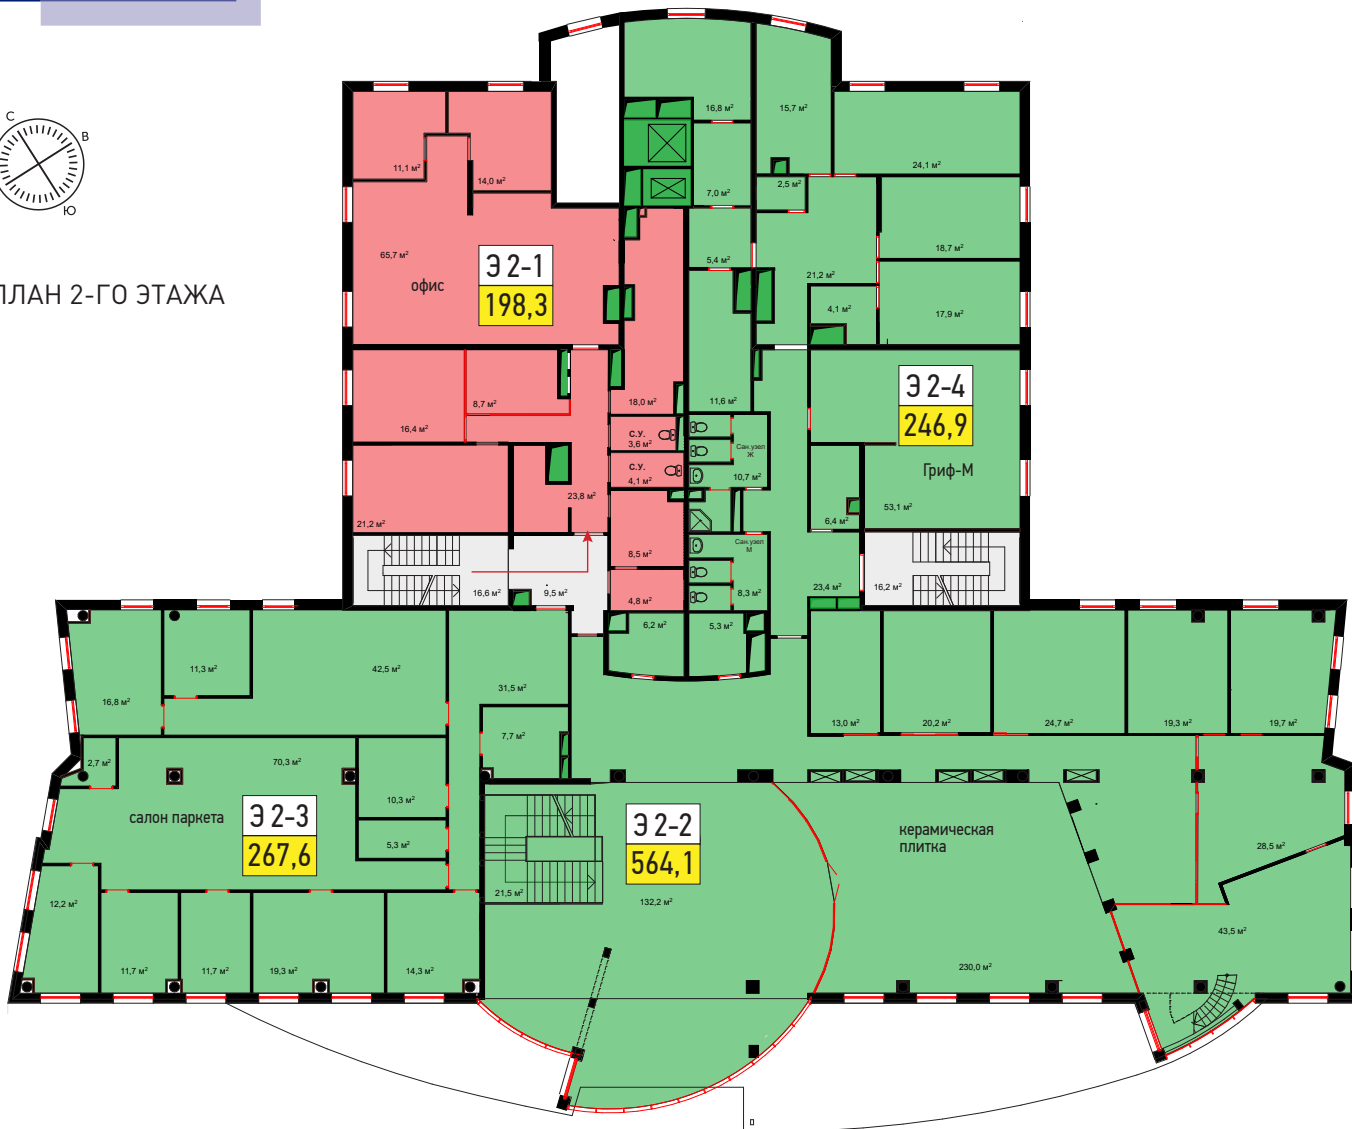 С
В
Ю
ПЛАН 2-ГО ЭТАЖА
11,1 м²
14,0 м²
65,7 м²
офис
Э 2-1
198,3
16,4 м²
8,7 м²
21,2 м²
23,8 м²
18,0 м²
С.У.
3,6 м²
С.У.
4,1 м²
8,5 м²
4,8 м²
16,6 м²
9,5 м²
16,8 м²
15,7 м²
24,1 м²
7,0 м²
2,5 м²
5,4 м²
21,2 м²
18,7 м²
4,1 м²
17,9 м²
11,6 м²
Э 2-4
246,9
Гриф-М
53,1 м²
Сан.узел
Ж
10,7 м²
6,4 м²
Сан.узел
М
8,3 м²
23,4 м²
16,2 м²
6,2 м²
5,3 м²
16,8 м²
11,3 м²
42,5 м²
31,5 м²
7,7 м²
2,7 м²
70,3 м²
10,3 м²
5,3 м²
салон паркета
Э 2-3
267,6
12,2 м²
11,7 м²
11,7 м²
19,3 м²
14,3 м²
13,0 м²
20,2 м²
24,7 м²
19,3 м²
19,7 м²
Э 2-2
564,1
21,5 м²
132,2 м²
керамическая
плитка
230,0 м²
28,5 м²
43,5 м²